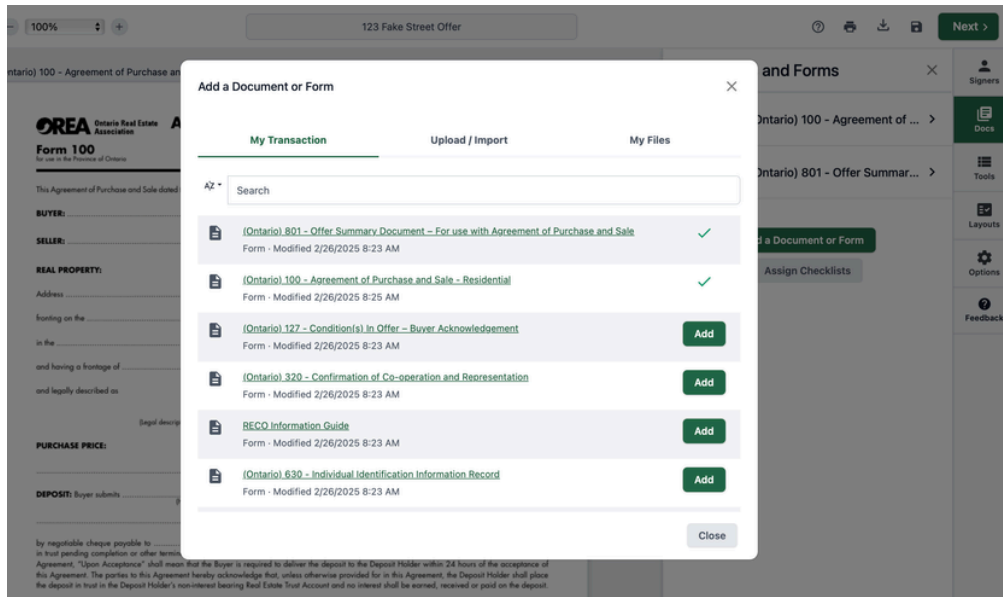 100%
123 Fake Street Offer
Next >
ntario) 100 - Agreement of Purchase an
OREA Ontario Real Estate
Association
A
Form 100
for use in the Province of Ontario
This Agreement of Purchase and Sale dated
BUYER:
SELLER:
REAL PROPERTY:
Address
fronting on the
in the
and having a frontage of
and legally described as
(Legal descrip
PURCHASE PRICE:
DEPOSIT: Buyer submits
by negotiable cheque payable to
in trust pending completion or other termin
Agreement, "Upon Acceptance" shall mean that the Buyer is required to deliver the deposit to the Deposit Holder within 24 hours of the acceptance of
this Agreement. The parties to this Agreement hereby acknowledge that, unless otherwise provided for in this Agreement, the Deposit Holder shall place
the deposit in trust in the Deposit Holder's non-interest bearing Real Estate Trust Account and no interest shall be earned, received or paid on the deposit.
Add a Document or Form
My Transaction
Upload / Import
My Files
AZ
Search
(Ontario) 801 - Offer Summary Document – For use with Agreement of Purchase and Sale
Form · Modified 2/26/2025 8:23 AM
(Ontario) 100 - Agreement of Purchase and Sale - Residential
Form · Modified 2/26/2025 8:25 AM
(Ontario) 127 - Condition(s) In Offer – Buyer Acknowledgement
Form · Modified 2/26/2025 8:23 AM
Add
(Ontario) 320 - Confirmation of Co-operation and Representation
Form · Modified 2/26/2025 8:23 AM
Add
RECO Information Guide
Form · Modified 2/26/2025 8:23 AM
Add
(Ontario) 630 - Individual Identification Information Record
Form · Modified 2/26/2025 8:23 AM
Add
Close
and Forms
Ontario) 100 - Agreement of ...
Ontario) 801 - Offer Summar...
d a Document or Form
Assign Checklists
Signers
Docs
Tools
Layouts
Options
Feedback